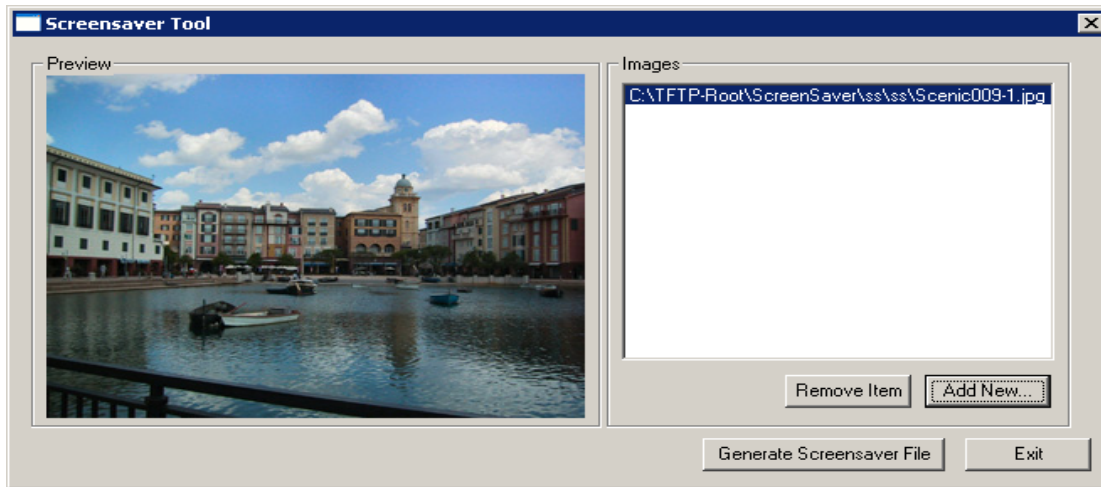 Screensaver Tool
Preview
Images
C:\TFTP-Root\ScreenSaver\ss\ss\Scenic009-1.jpg
Remove Item
Add New...
Generate Screensaver File
Exit